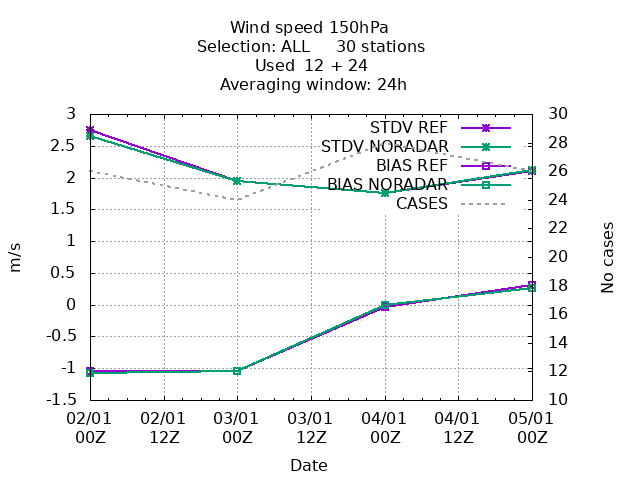 Wind speed 150hPa
Selection: ALL 30 stations
Used 12 + 24
Averaging window: 24h
3
2.5
2
1.5
1
0.5
0
-0.5
-1
-1.5
m/s
30
28
26
24
22
20
18
16
14
12
10
No cases
STDV REF
STDV NORADAR
BIAS REF
BIAS NORADAR
CASES
02/01 02/01 03/01 03/01 04/01 04/01 05/01
00Z 12Z 00Z 12Z 00Z 12Z 00Z
Date